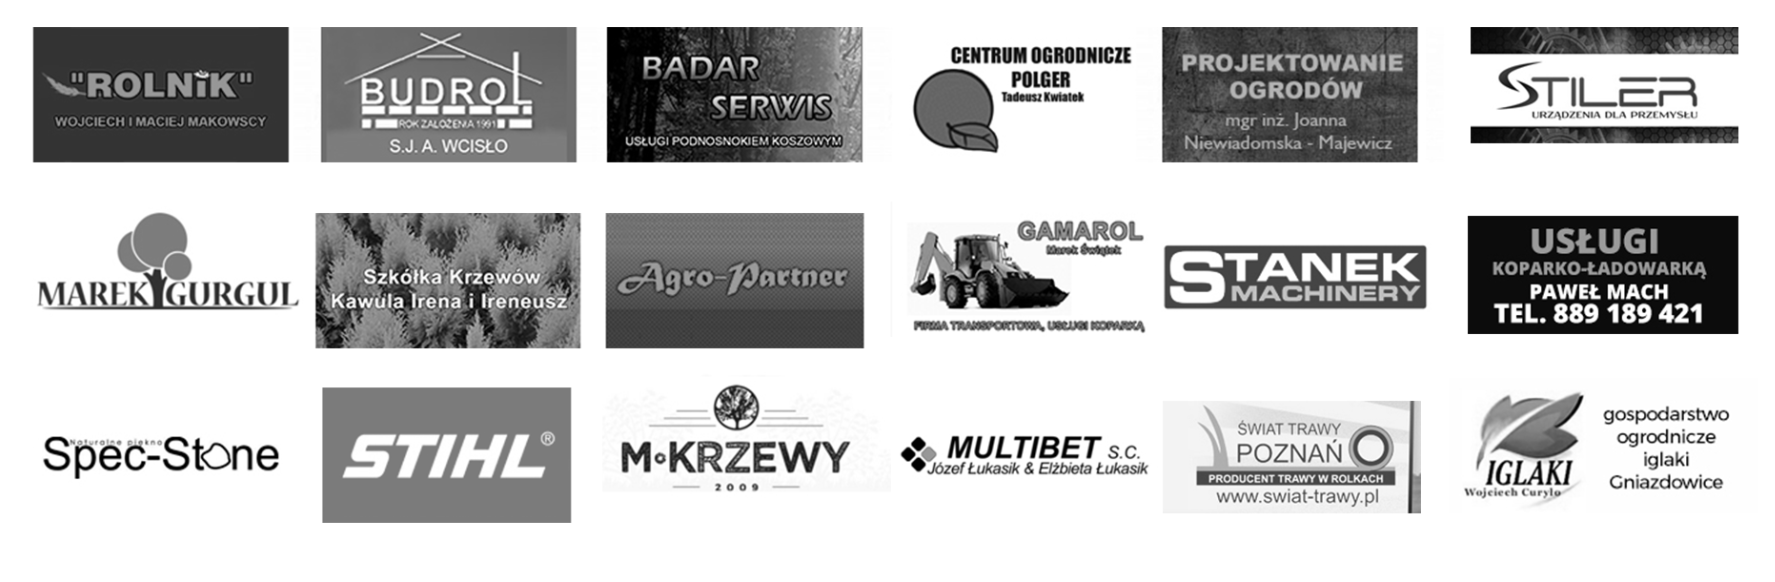 "ROLNIK"
WOJCIECH I MACIEJ MAKOWSCY
BUDROL
ROK ZAŁOŻENIA 1991
S.J. A. WCISŁO
BADAR
SERWIS
USŁUGI PODNOSNOKIEM KOSZOWYM
CENTRUM OGRODNICZE
POLGER
Tadeusz Kwiatek
PROJEKTOWANIE
OGRODÓW
mgr inż. Joanna
Niewiadomska - Majewicz
STILER
URZĄDZENIA DLA PRZEMYSŁU
MAREK GURGUL
Szkółka Krzewów
Kawula Irena i Ireneusz
Agro-Partner
GAMAROL
Marek Świątek
FIRMA TRANSPORTOWA, USŁUGI KOPARKĄ
STANEK
MACHINERY
USŁUGI
KOPARKO-ŁADOWARKĄ
PAWEŁ MACH
TEL. 889 189 421
Naturalne piękno
Spec-Stone
STIHL®
M•KRZEWY
2009
MULTIBET s.c.
Józef Łukasik & Elżbieta Łukasik
ŚWIAT TRAWY
POZNAŃ
PRODUCENT TRAWY W ROLKACH
www.swiat-trawy.pl
IGLAKI
Wojciech Curyło
gospodarstwo
ogrodnicze
iglaki
Gniazdowice